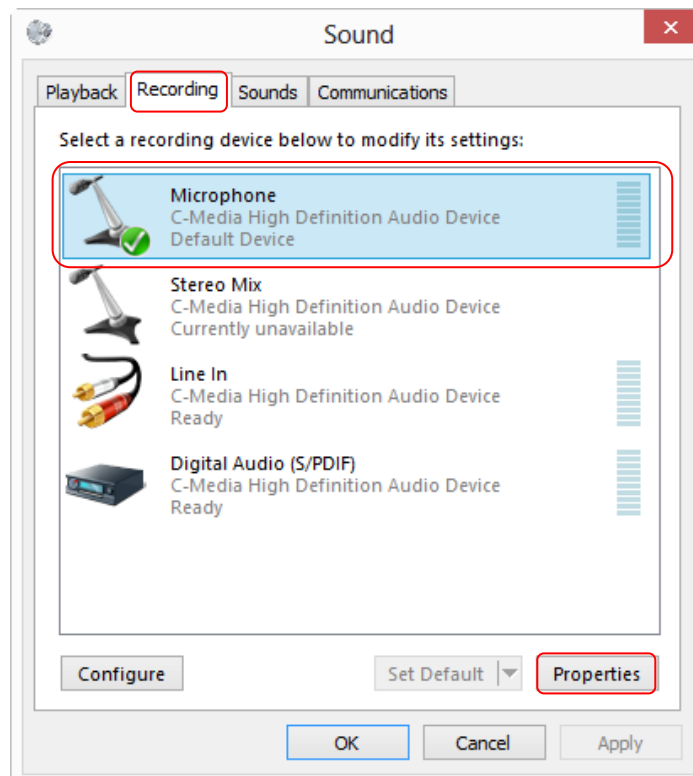 Sound
Playback Recording Sounds Communications
Select a recording device below to modify its settings:
Microphone
C-Media High Definition Audio Device
Default Device
Stereo Mix
C-Media High Definition Audio Device
Currently unavailable
Line In
C-Media High Definition Audio Device
Ready
Digital Audio (S/PDIF)
C-Media High Definition Audio Device
Ready
Configure Set Default Properties
OK Cancel Apply